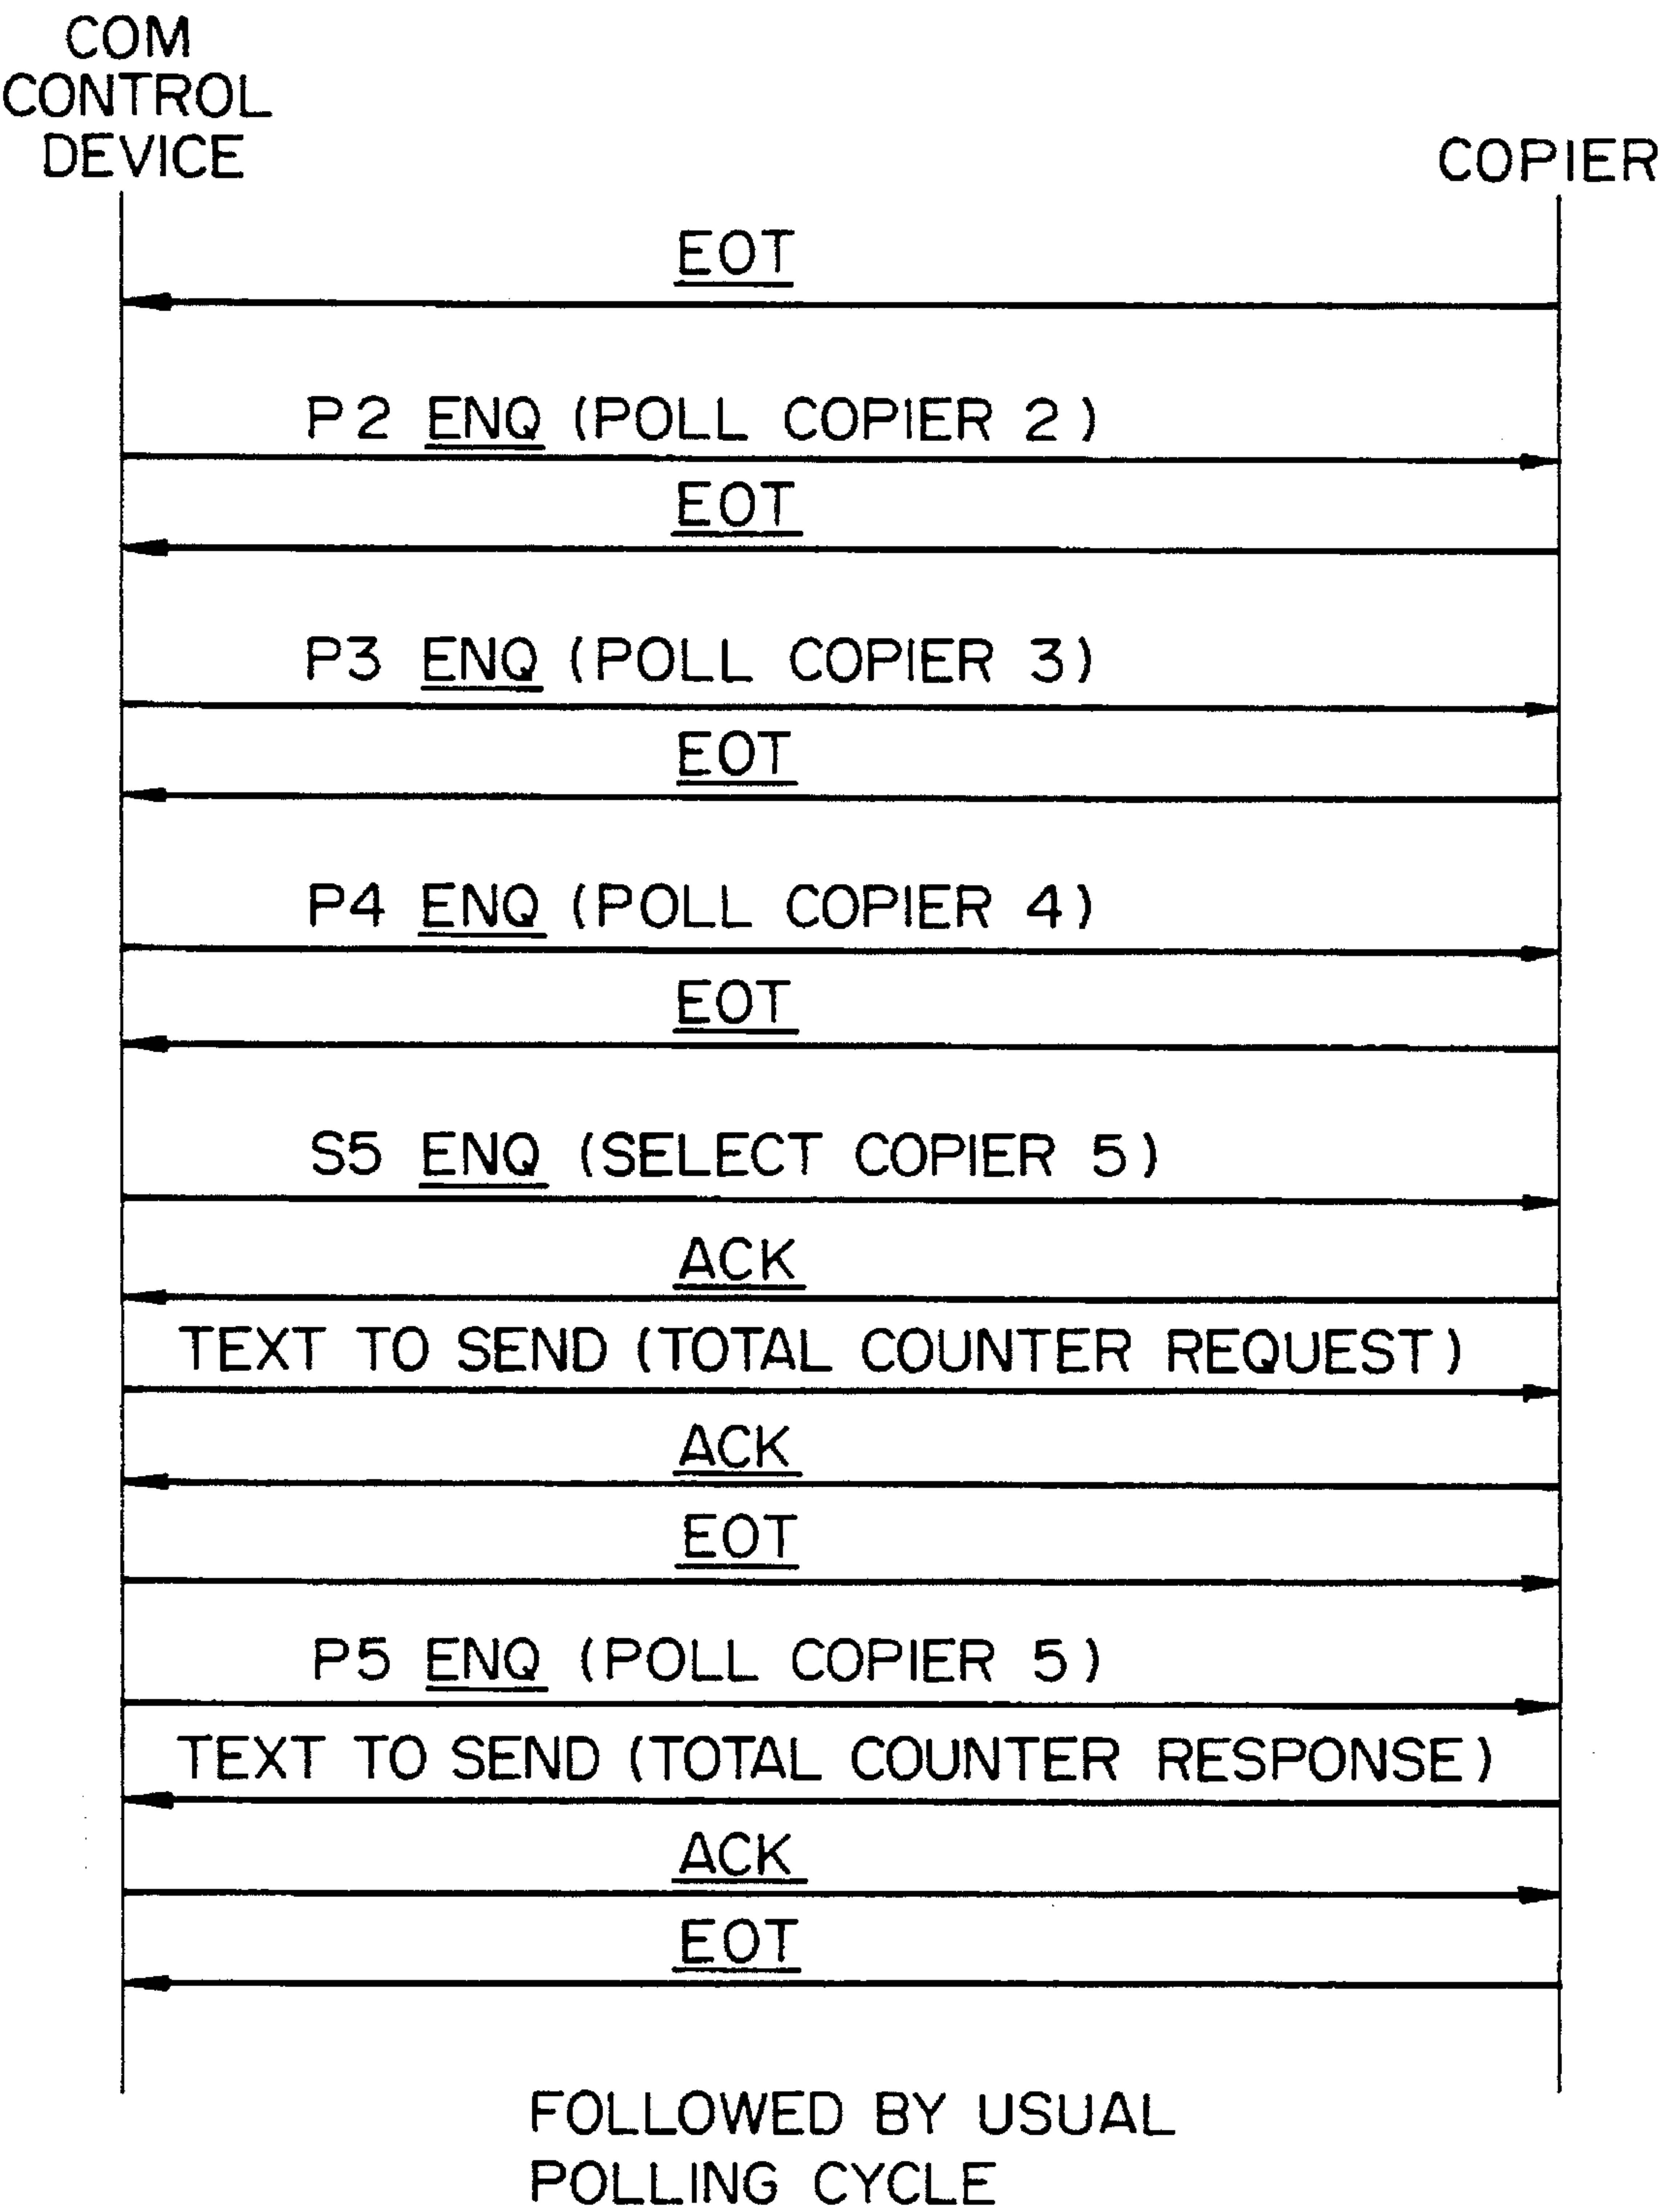 COM
CONTROL
DEVICE
COPIER
EOT
P2 ENQ (POLL COPIER 2)
EOT
P3 ENQ (POLL COPIER 3)
EOT
P4 ENQ (POLL COPIER 4)
EOT
S5 ENQ (SELECT COPIER 5)
ACK
TEXT TO SEND (TOTAL COUNTER REQUEST)
ACK
EOT
P5 ENQ (POLL COPIER 5)
TEXT TO SEND (TOTAL COUNTER RESPONSE)
ACK
EOT
FOLLOWED BY USUAL
POLLING CYCLE